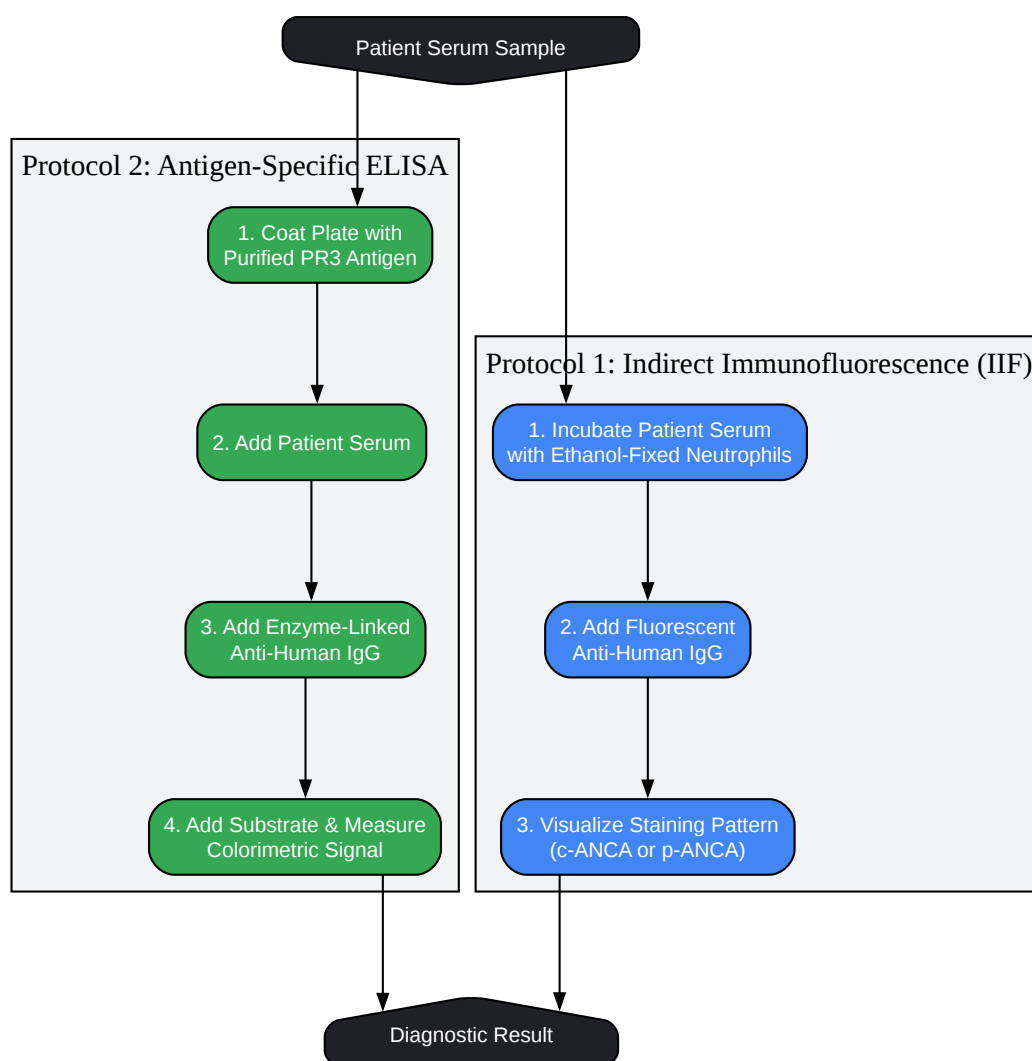 Patient Serum Sample
Protocol 2: Antigen-Specific ELISA
1. Coat Plate with
Purified PR3 Antigen
2. Add Patient Serum
3. Add Enzyme-Linked
Anti-Human IgG
4. Add Substrate & Measure
Colorimetric Signal
Protocol 1: Indirect Immunofluorescence (IIF)
1. Incubate Patient Serum
with Ethanol-Fixed Neutrophils
2. Add Fluorescent
Anti-Human IgG
3. Visualize Staining Pattern
(c-ANCA or p-ANCA)
Diagnostic Result